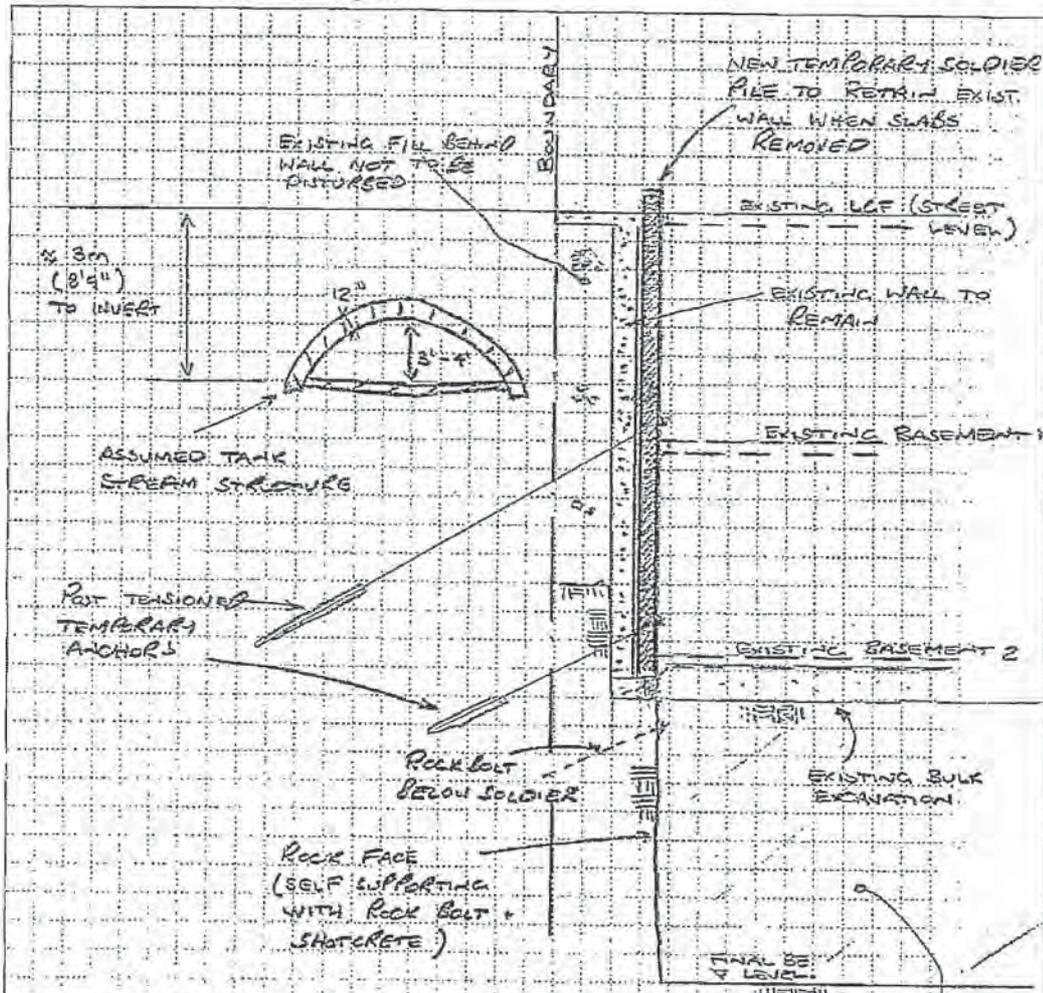 BOUNDARY
NEW TEMPORARY SOLDIER
PILE TO RETAIN EXIST.
WALL WHEN SLABS
REMOVED
EXISTING FILL BEHIND
WALL NOT TO BE
DISTURBED
EXISTING LGF (STREET
LEVEL)
≈ 3m
(8'9")
TO INVERT
EXISTING WALL TO
REMAIN
12"
3'-4'
EXISTING BASEMENT
ASSUMED TANK
STREAM STRUCTURE
POST TENSIONED
TEMPORARY
ANCHORS
EXISTING BASEMENT 2
ROCK BOLT
BELOW SOLDIER
EXISTING BULK
EXCAVATION
ROCK FACE
(SELF SUPPORTING
WITH ROCK BOLT +
SHOTCRETE)
FINAL BE
LEVEL